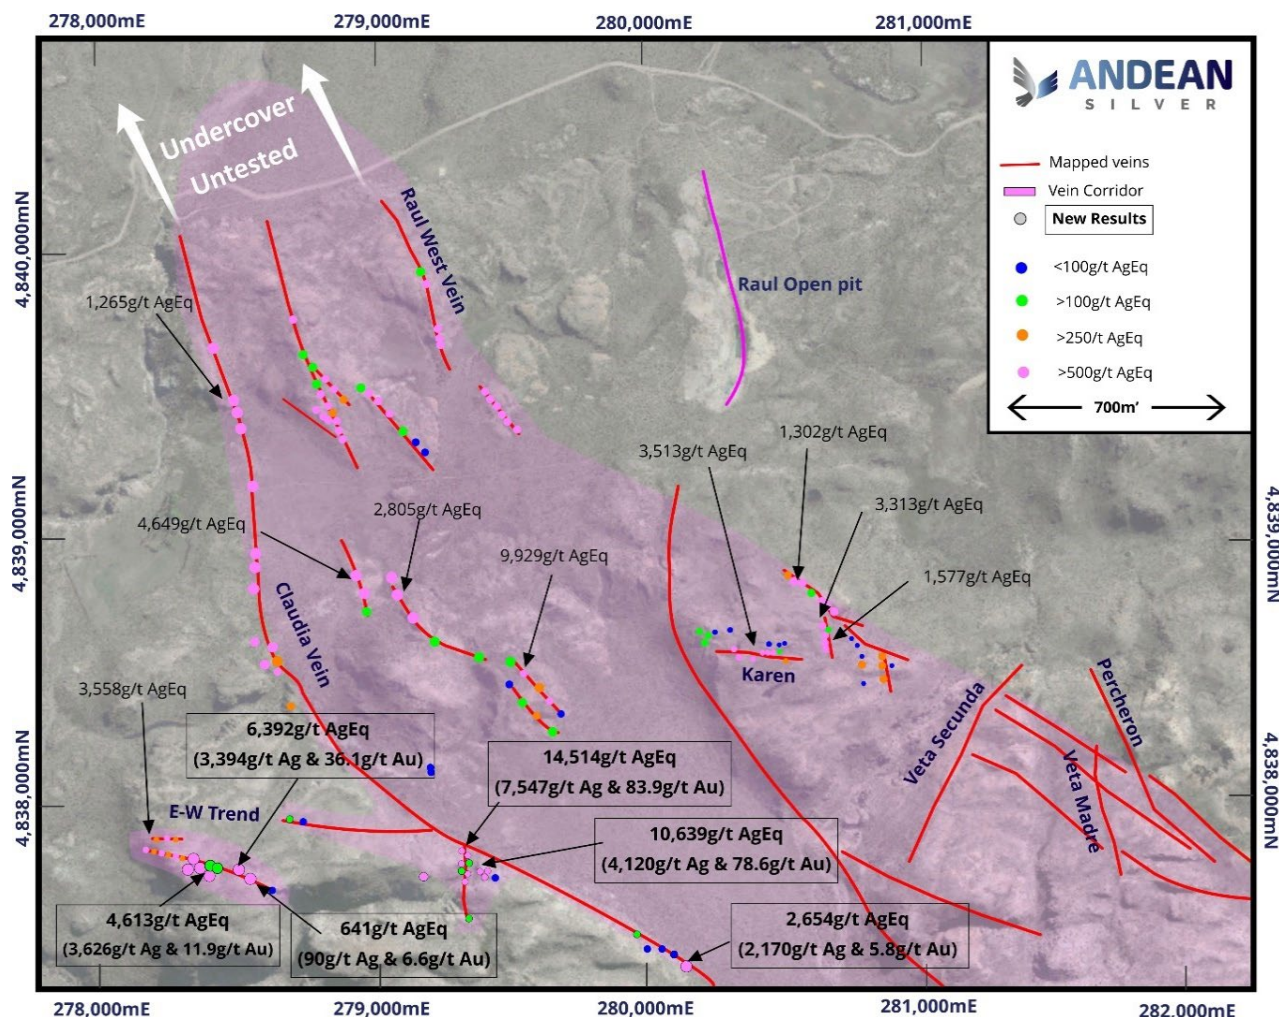 278,000mE
279,000mE
280,000mE
281,000mE
ANDEAN
SILVER
Mapped veins
Vein Corridor
New Results
<100g/t AgEq
>100g/t AgEq
>250/t AgEq
>500g/t AgEq
700m'
Undercover
Untested
Raul West Vein
Raul Open pit
4,840,000mN
1,265g/t AgEq
1,302g/t AgEq
3,513g/t AgEq
3,313g/t AgEq
2,805g/t AgEq
4,649g/t AgEq
4,839,000mN
4,839,000mN
9,929g/t AgEq
1,577g/t AgEq
Claudia Vein
Karen
Percheron
Veta Secunda
Veta Madré
3,558g/t AgEq
6,392g/t AgEq
(3,394g/t Ag & 36.1g/t Au)
14,514g/t AgEq
(7,547g/t Ag & 83.9g/t Au)
E-W Trend
4,838,000mN
4,838,000mN
10,639g/t AgEq
(4,120g/t Ag & 78.6g/t Au)
4,613g/t AgEq
(3,626g/t Ag & 11.9g/t Au)
641g/t AgEq
(90g/t Ag & 6.6g/t Au)
2,654g/t AgEq
(2,170g/t Ag & 5.8g/t Au)
278,000mE
279,000mE
280,000mE
281,000mE
282,000mE